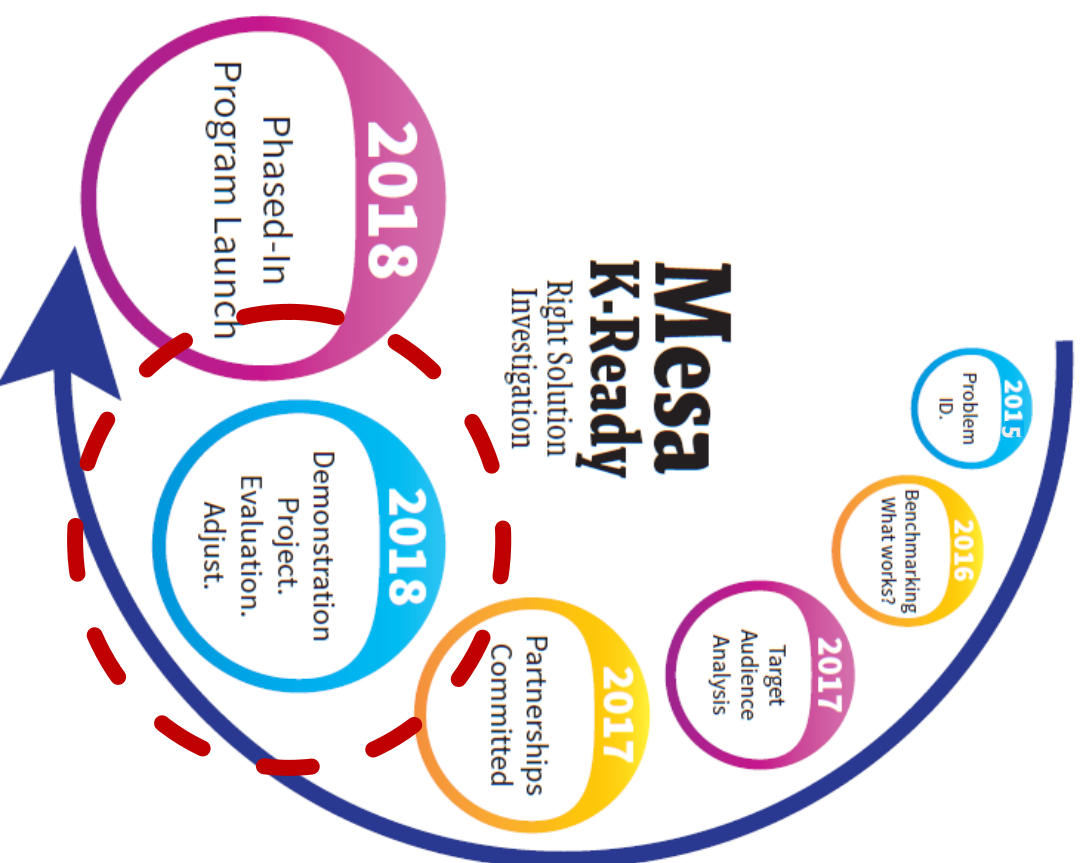 Mesa
K-Ready
Right Solution
Investigation
2015
Problem
ID.
2016
Benchmarking
What works?
2017
Target
Audience
Analysis
2017
Partnerships
Committed
2018
Demonstration
Project.
Evaluation.
Adjust.
2018
Phased-In
Program Launch